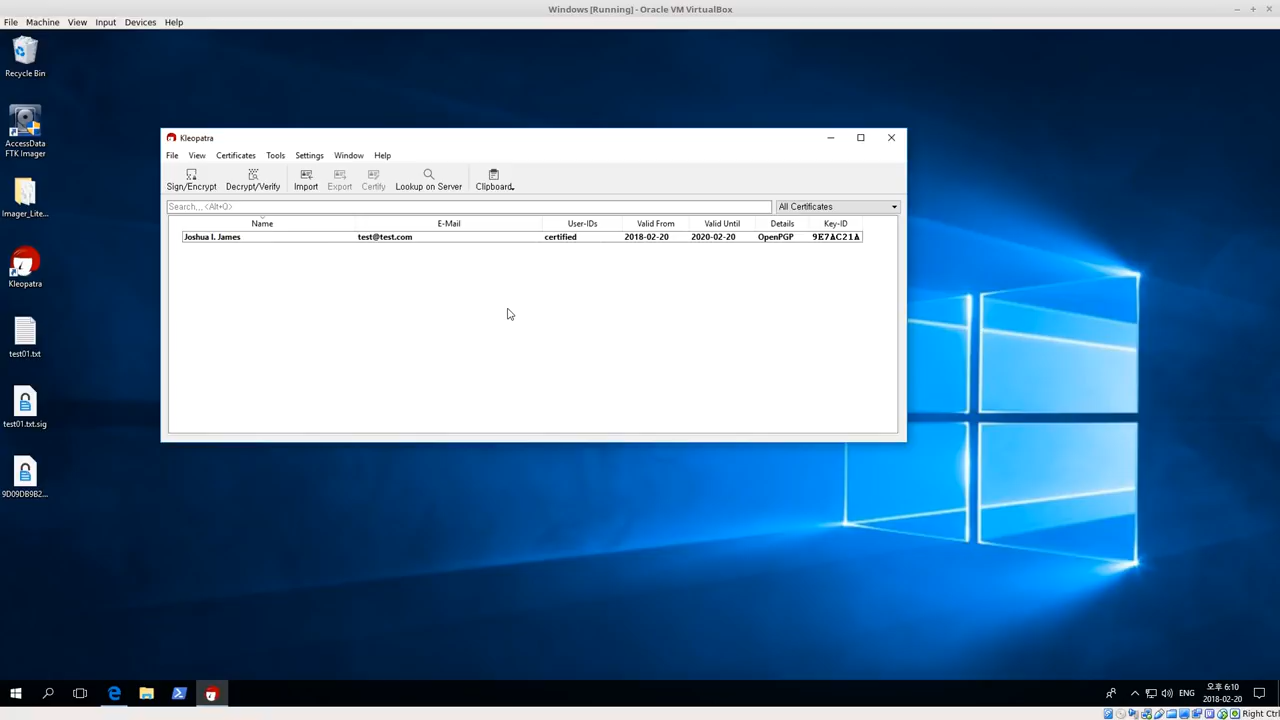 Windows [Running] - Oracle VM VirtualBox
File Machine View Input Devices Help
Recycle Bin
AccessData
FTK Imager
Imager_Lite...
Kleopatra
test01.txt
test01.txt.sig
9D09DB9B2...
Kleopatra
File View Certificates Tools Settings Window Help
Sign/Encrypt Decrypt/Verify Import Export Certify Lookup on Server Clipboard
Search...<Alt+Q> All Certificates
Name E-Mail User-IDs Valid From Valid Until Details Key-ID
Joshua I. James test@test.com certified 2018-02-20 2020-02-20 OpenPGP 9E7AC21A
ENG
오후 6:10
2018-02-20
Right Ctrl